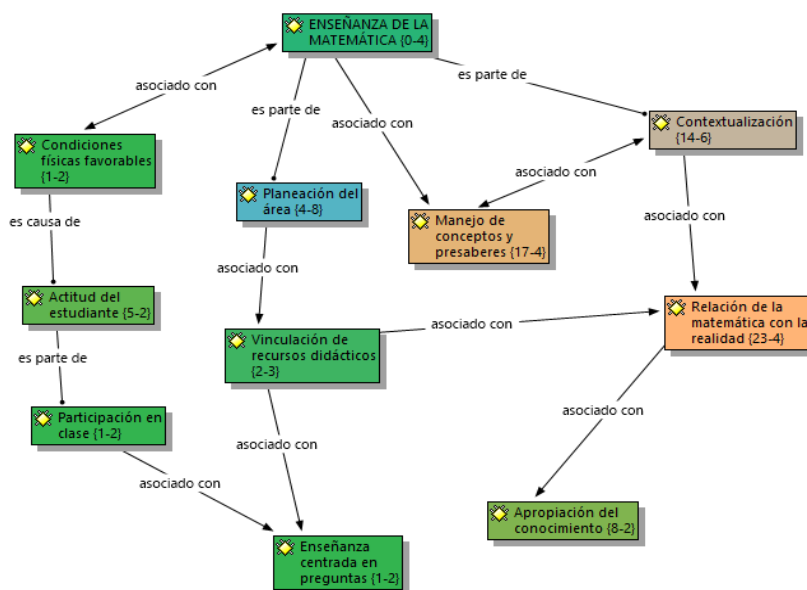 ENSEÑANZA DE LA
MATEMÁTICA {0-4}
asociado con
es parte de
es parte de
asociado con
Contextualización
{14-6}
Condiciones
físicas favorables
{1-2}
asociado con
Planeación del
área {4-8}
Manejo de
conceptos y
presaberes {17-4}
asociado con
es causa de
asociado con
Actitud del
estudiante {5-2}
Relación de la
matemática con la
realidad {23-4}
asociado con
Vinculación de
recursos didácticos
{2-3}
es parte de
Participación en
clase {1-2}
asociado con
asociado con
asociado con
Apropiación del
conocimiento {8-2}
Enseñanza
centrada en
preguntas {1-2}